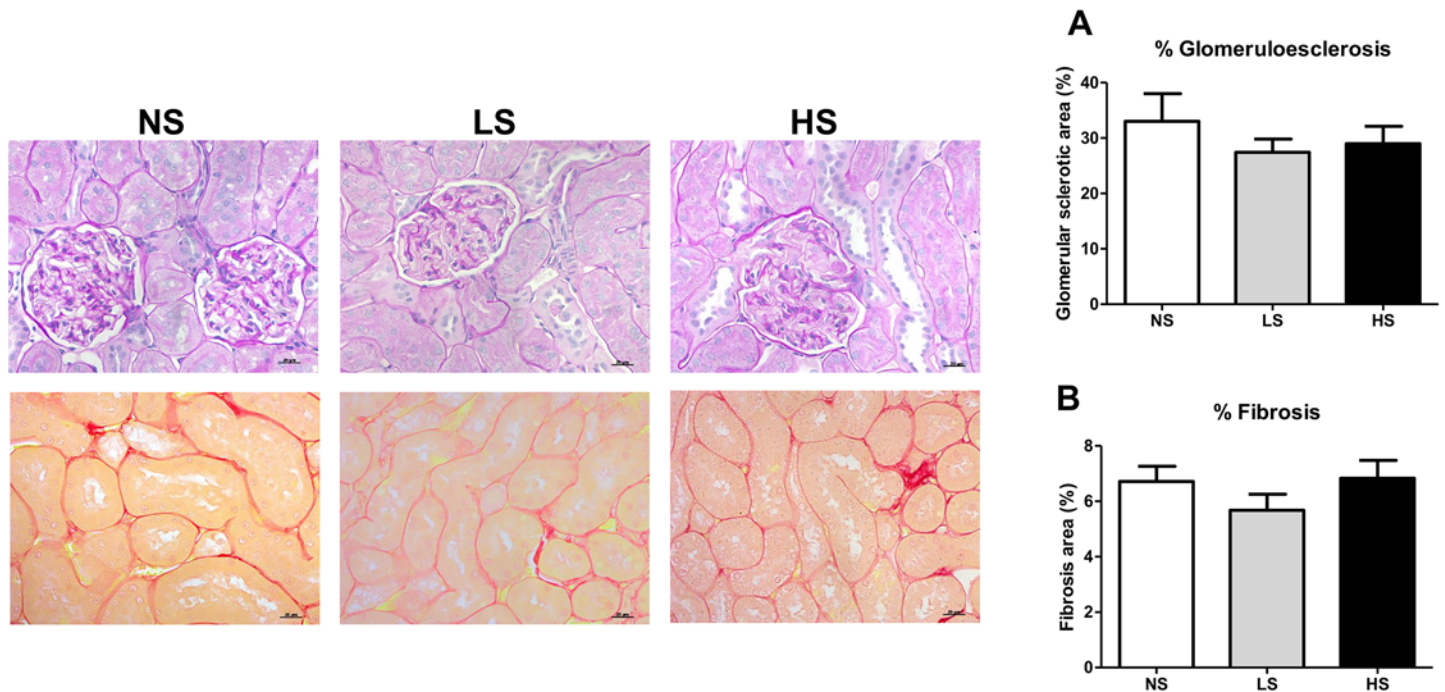 NS
LS
HS
A
% Glomeruloesclerosis
Glomerular sclerotic area (%)
40
30
20
10
0
NS
LS
HS
B
% Fibrosis
Fibrosis area (%)
8
6
4
2
0
NS
LS
HS